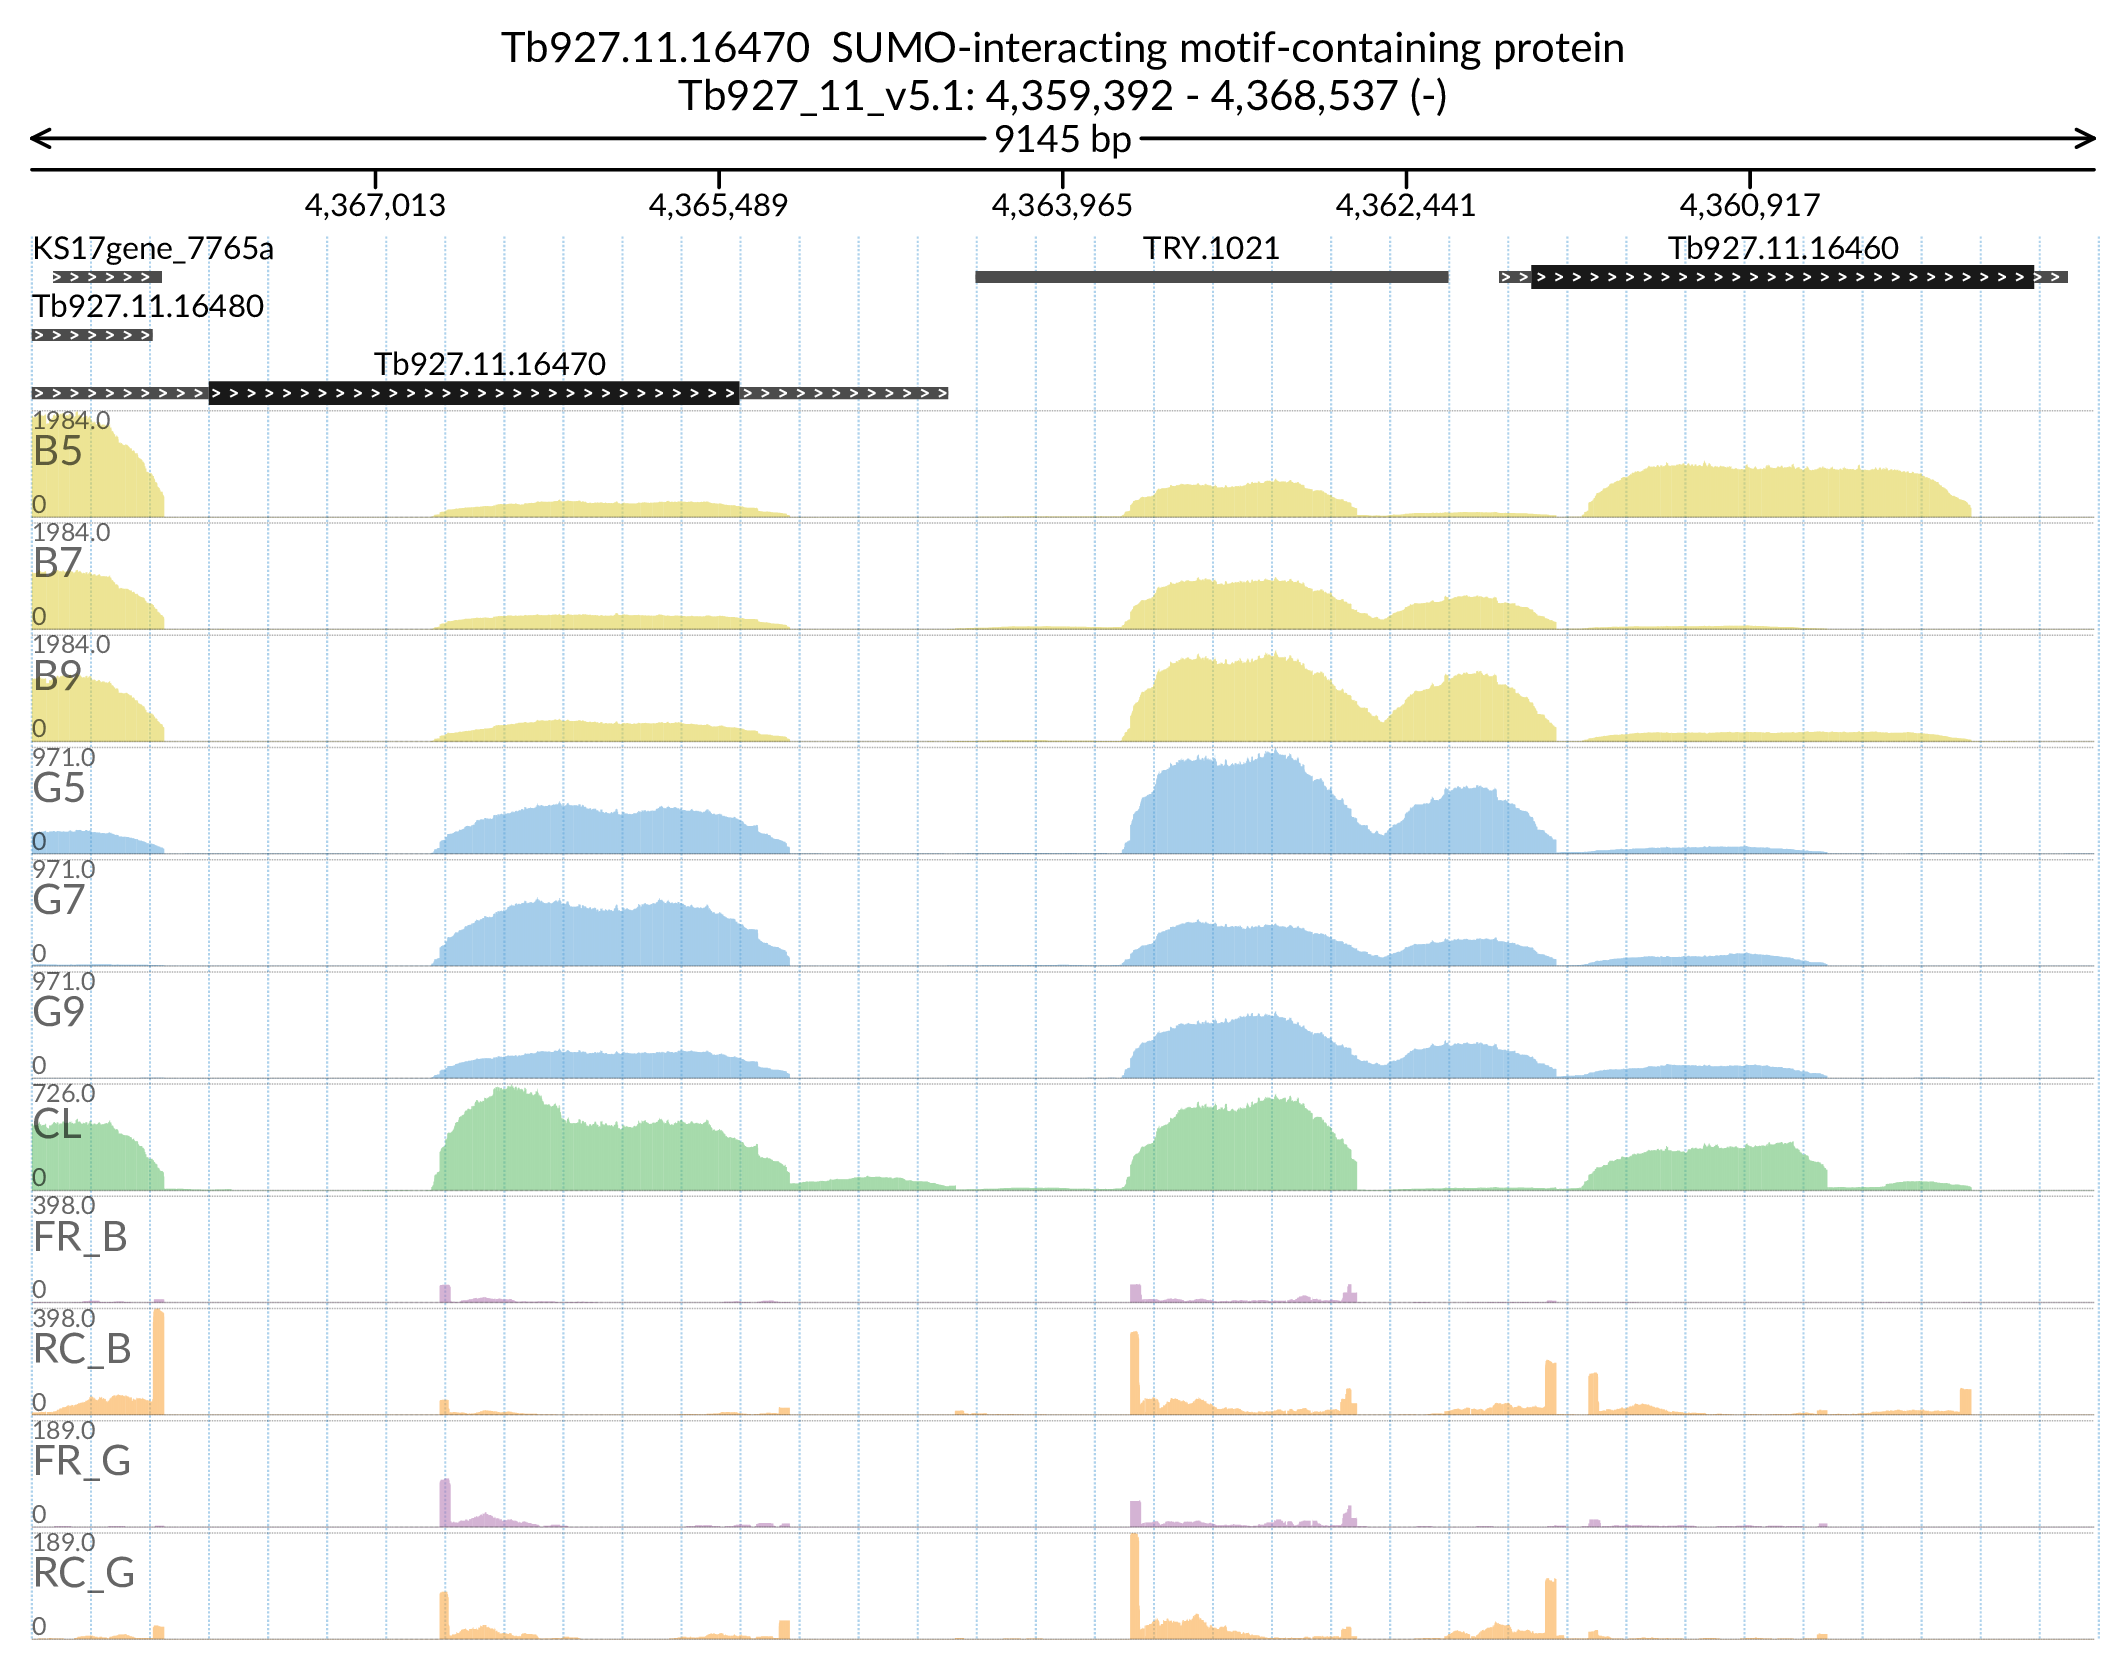 Tb927.11.16470  SUMO-interacting motif-containing protein
Tb927_11_v5.1: 4,359,392 - 4,368,537 (-)
9145 bp
4,367,013 4,365,489 4,363,965 4,362,441 4,360,917
KS17gene_7765a TRY.1021 Tb927.11.16460
Tb927.11.16480
Tb927.11.16470
1984.0
B5
0
1984.0
B7
0
1984.0
B9
0
971.0
G5
0
971.0
G7
0
971.0
G9
0
726.0
CL
0
398.0
FR_B
0
398.0
RC_B
0
189.0
FR_G
0
189.0
RC_G
0